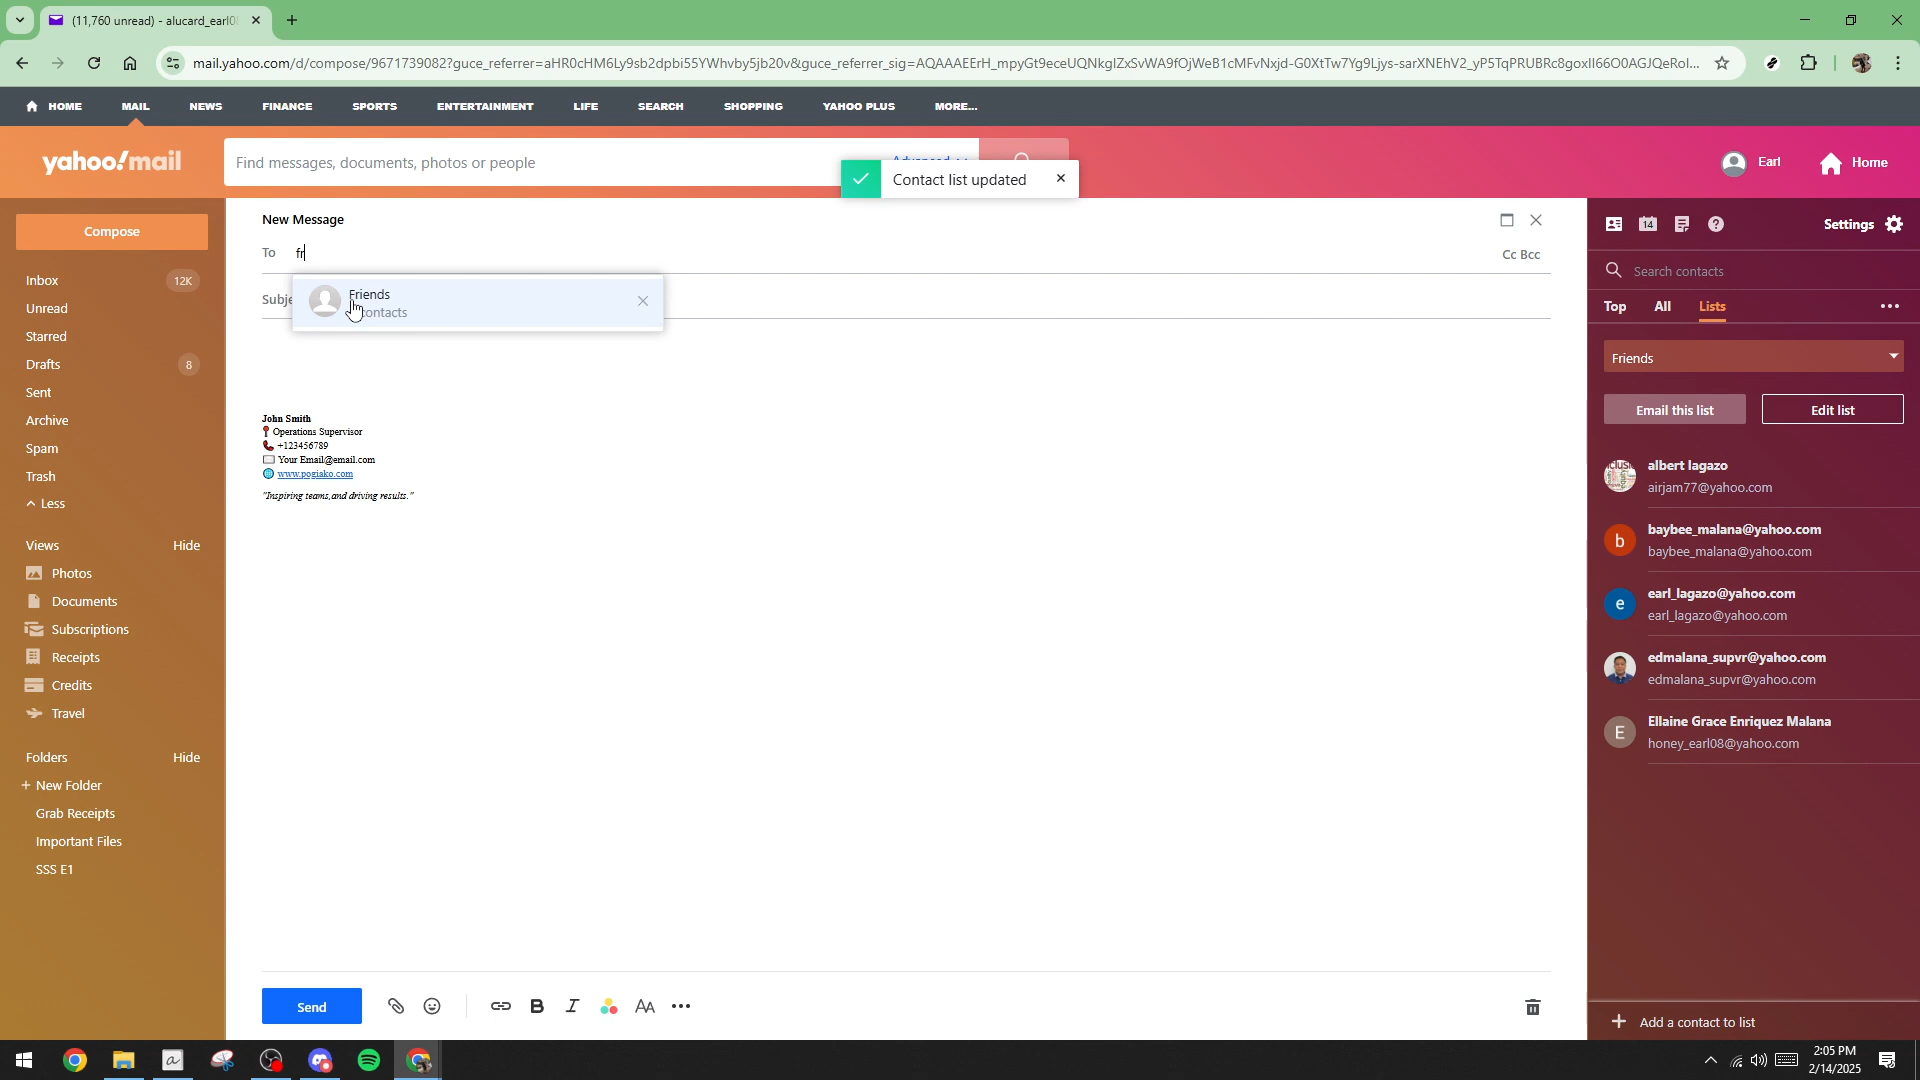 (11,760 unread) - alucard_earl0
mail.yahoo.com/d/compose/9671739082?guce_referrer=aHR0cHM6Ly9sb2dpbi55YWhvby5jb20v&guce_referrer_sig=AQAAAEErH_mpyGt9eceUQNkglZxSvWA9fOjWeB1cMFvNxjd-G0XtTw7Yg9Ljys-sarXNEhV2_yP5TqPRUBRc8goxII66O0AGJQeRol...
HOME MAIL NEWS FINANCE SPORTS ENTERTAINMENT LIFE SEARCH SHOPPING YAHOO PLUS MORE...
yahoo!mail
Find messages, documents, photos or people
Contact list updated
Earl
Home
Compose
Inbox 12K
Unread
Starred
Drafts 8
Sent
Archive
Spam
Trash
Less
Views Hide
Photos
Documents
Subscriptions
Receipts
Credits
Travel
Folders Hide
+ New Folder
Grab Receipts
Important Files
SSS E1
New Message
To fr
Cc Bcc
Friends
contacts
John Smith
Operations Supervisor
+123456789
Your Email@email.com
www.pogiako.com
"Inspiring teams,and driving results."
Send
14
Settings
Search contacts
Top All Lists
Friends
Email this list Edit list
albert lagazo
airjam77@yahoo.com
baybee_malana@yahoo.com
b
baybee_malana@yahoo.com
earl_lagazo@yahoo.com
e
earl_lagazo@yahoo.com
edmalana_supvr@yahoo.com
edmalana_supvr@yahoo.com
Ellaine Grace Enriquez Malana
E
honey_earl08@yahoo.com
Add a contact to list
2:05 PM
2/14/2025